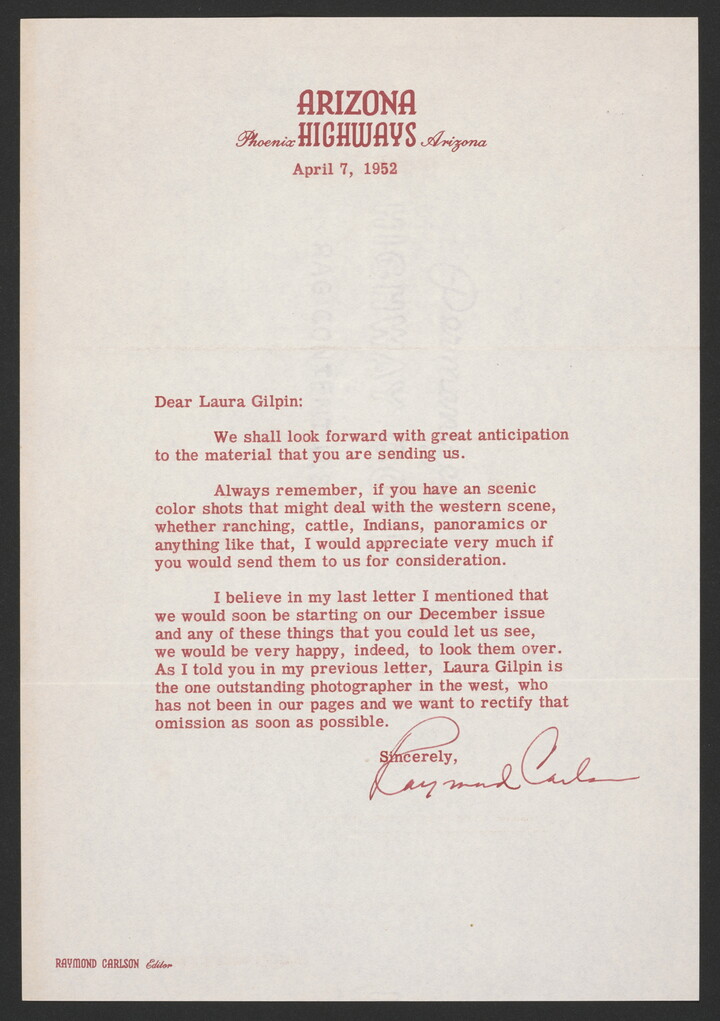 ARIZONA
Phoenix HIGHWAYS Arizona
April 7, 1952
Dear Laura Gilpin:
We shall look forward with great anticipation
to the material that you are sending us.
Always remember, if you have an scenic
color shots that might deal with the western scene,
whether ranching, cattle, Indians, panoramics or
anything like that, I would appreciate very much if
you would send them to us for consideration.
I believe in my last letter I mentioned that
we would soon be starting on our December issue
and any of these things that you could let us see,
we would be very happy, indeed, to look them over.
As I told you in my previous letter, Laura Gilpin is
the one outstanding photographer in the west, who
has not been in our pages and we want to rectify that
omission as soon as possible.
Sincerely,
Raymond Carlson
RAYMOND CARLSON Editor